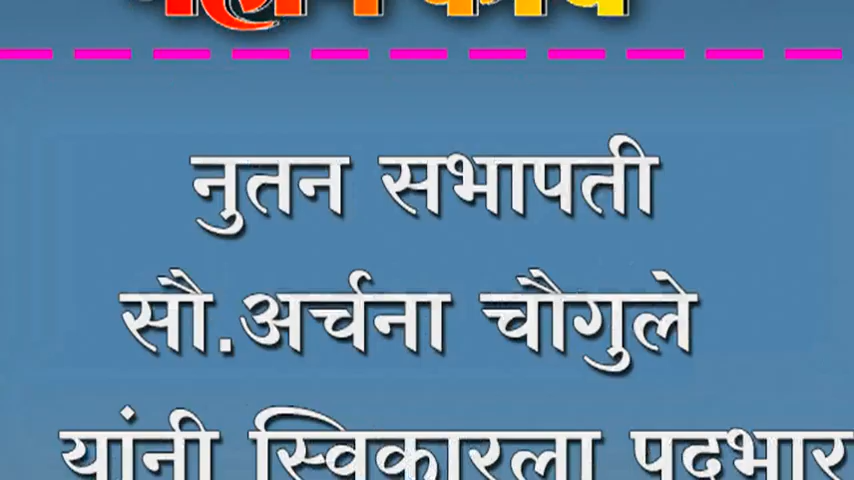 नुतन सभापती
सौ.अर्चना चौगुले
यांनी स्विकारला पदभार